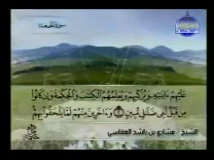 سورة الجمعة
عليهم ءايته ويزكيهم ويعلمهم الكتب والحكمة وإن كانوا
من قبل لفي ضلل مبين ۝ وءاخرين منهم لما يلحقوا بهم
الشيخ مشاري بن راشد العفاسي